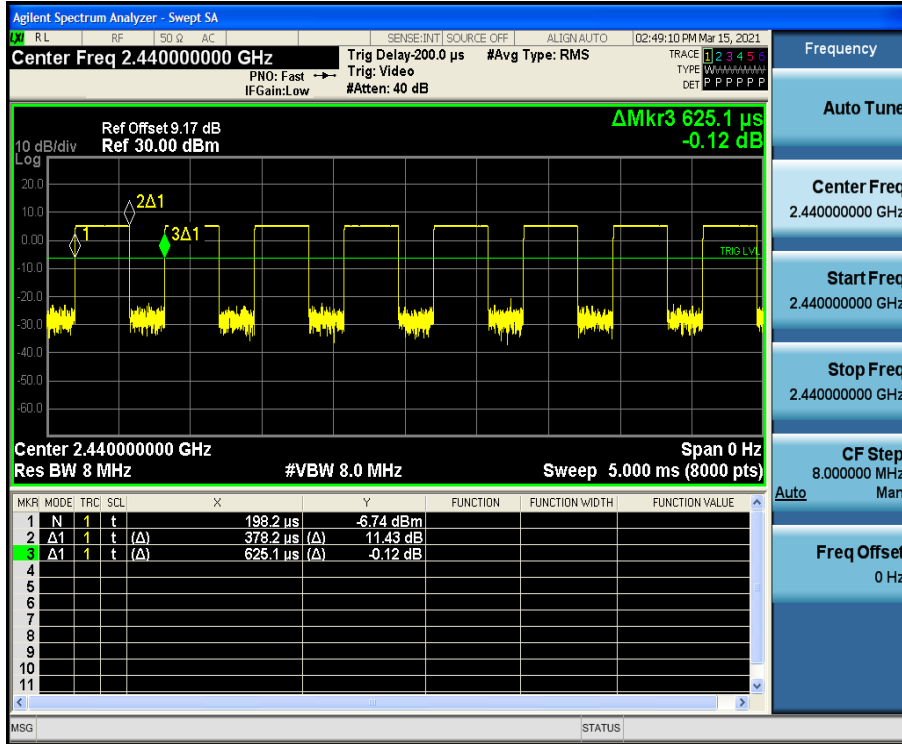 Agilent Spectrum Analyzer - Swept SA
LXI RL RF 50 Ω AC SENSE:INT SOURCE OFF ALIGN AUTO 02:49:10 PM Mar 15, 2021
Center Freq 2.440000000 GHz
PNO: Fast
IFGain:Low
Trig Delay-200.0 µs
Trig: Video
#Atten: 40 dB
#Avg Type: RMS
TRACE 1 2 3 4 5 6
TYPE WWWWWW
DET P P P P P P
Frequency
Auto Tune
Center Freq
2.440000000 GHz
Start Freq
2.440000000 GHz
Stop Freq
2.440000000 GHz
CF Step
8.000000 MHz
Auto Man
Freq Offset
0 Hz
ΔMkr3 625.1 µs
-0.12 dB
Ref Offset 9.17 dB
10 dB/div Ref 30.00 dBm
Log
20.0
10.0
0.00
-10.0
-20.0
-30.0
-40.0
-50.0
-60.0
1
2Δ1
3Δ1
TRIG LVL
Center 2.440000000 GHz Span 0 Hz
Res BW 8 MHz #VBW 8.0 MHz Sweep 5.000 ms (8000 pts)
MKR MODE TRC SCL X Y FUNCTION FUNCTION WIDTH FUNCTION VALUE
1 N 1 t 198.2 µs -6.74 dBm
2 Δ1 1 t (Δ) 378.2 µs (Δ) 11.43 dB
3 Δ1 1 t (Δ) 625.1 µs (Δ) -0.12 dB
4
5
6
7
8
9
10
11
MSG STATUS